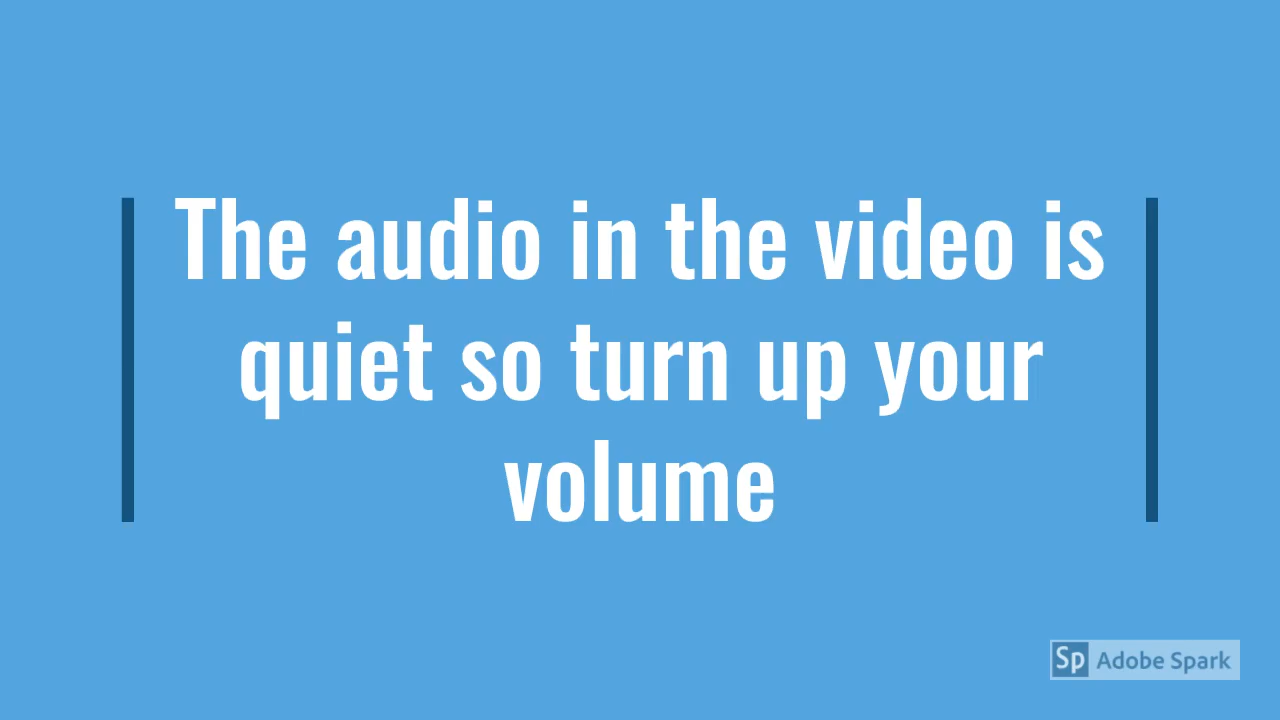 The audio in the video is
quiet so turn up your
volume
Sp Adobe Spark